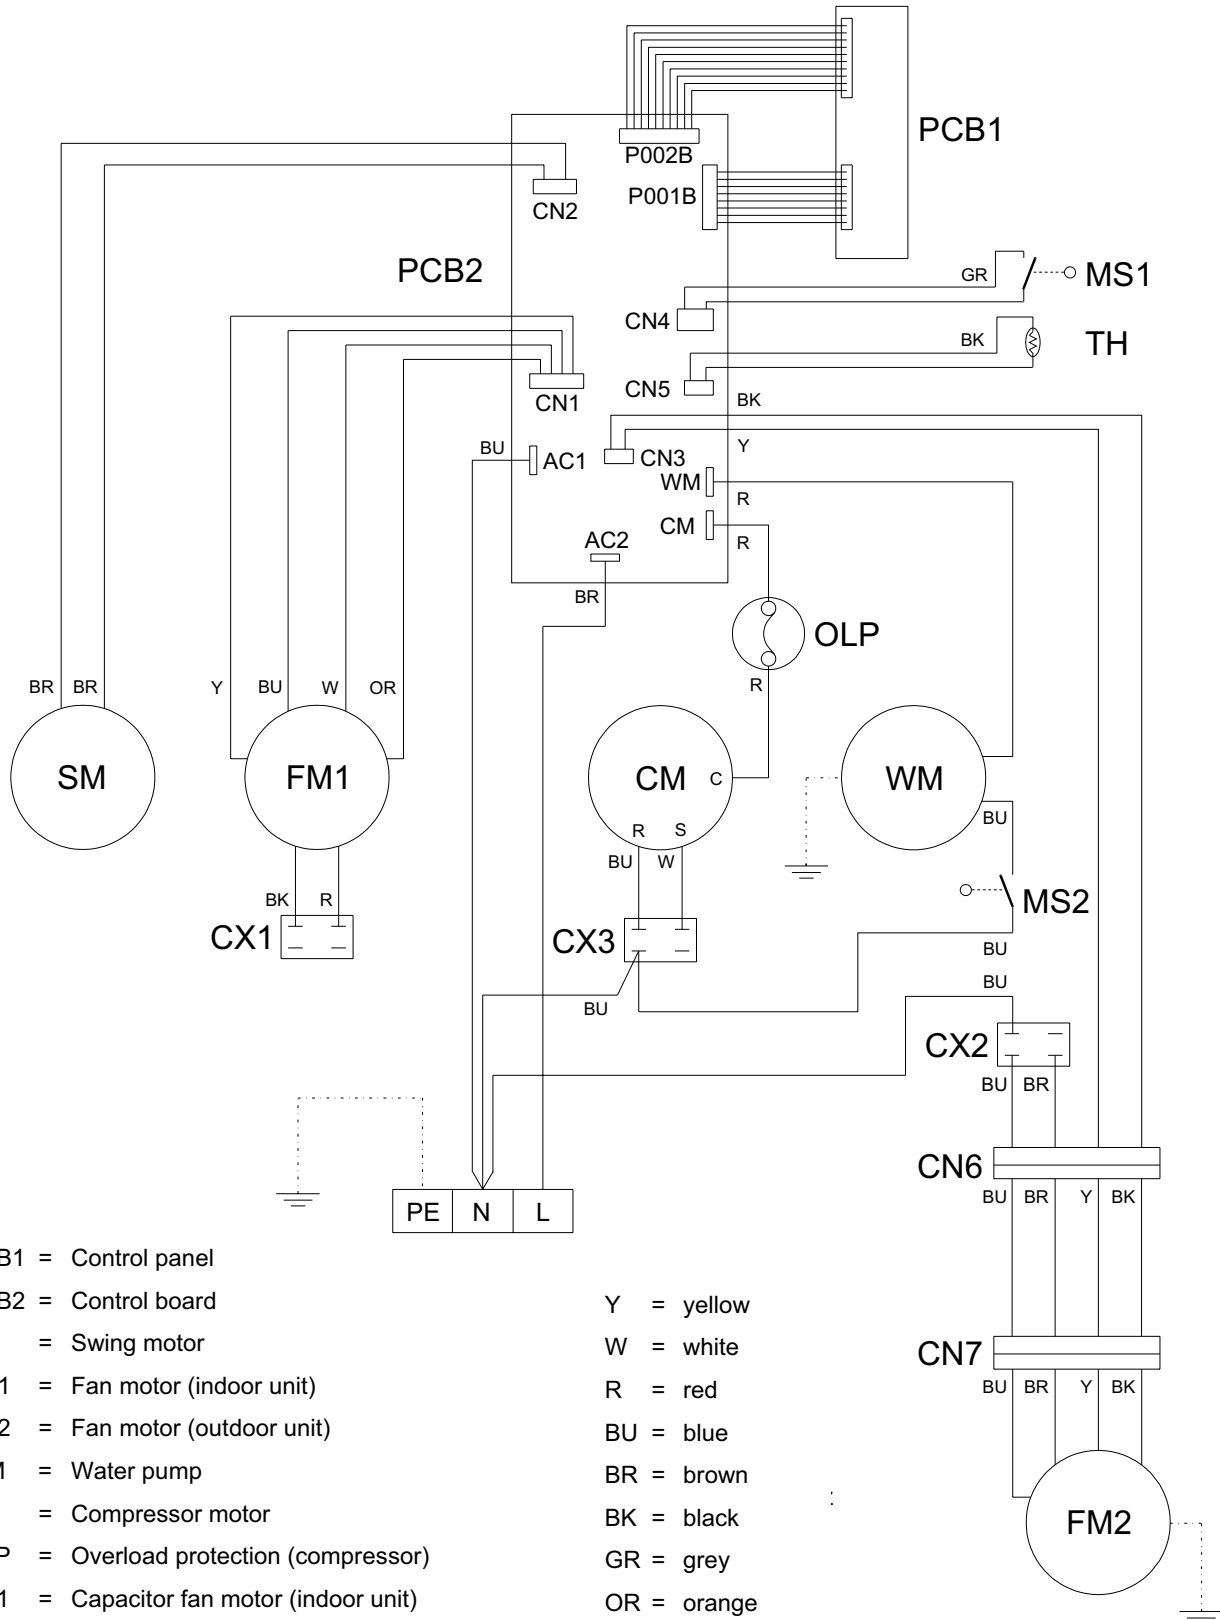 PCB1
P002B
P001B
CN2
PCB2
GR
MS1
CN4
BK
TH
CN5
CN1
BK
BU
AC1
CN3
Y
WM
R
CM
R
AC2
BR
OLP
R
BR BR
Y BU W OR
SM
FM1
CM
C
WM
R S
BU W
BU
BK R
MS2
CX1
CX3
BU
BU
BU
CX2
BU BR
CN6
BU BR Y BK
PE N L
CN7
BU BR Y BK
FM2
B1 = Control panel
B2 = Control board
= Swing motor
1 = Fan motor (indoor unit)
2 = Fan motor (outdoor unit)
= Water pump
= Compressor motor
P = Overload protection (compressor)
1 = Capacitor fan motor (indoor unit)
Y = yellow
W = white
R = red
BU = blue
BR = brown
BK = black
GR = grey
OR = orange